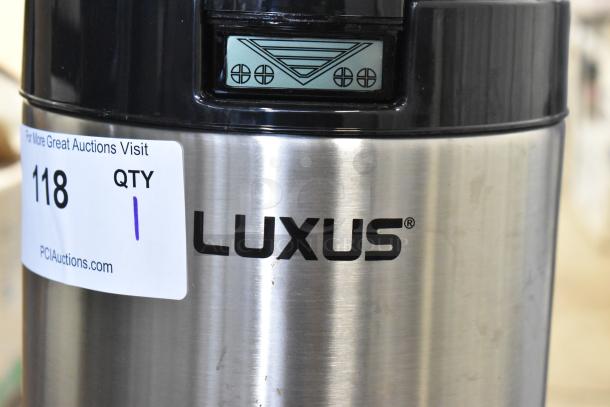 For More Great Auctions Visit
118
QTY
1
PCIAuctions.com
LUXUS®